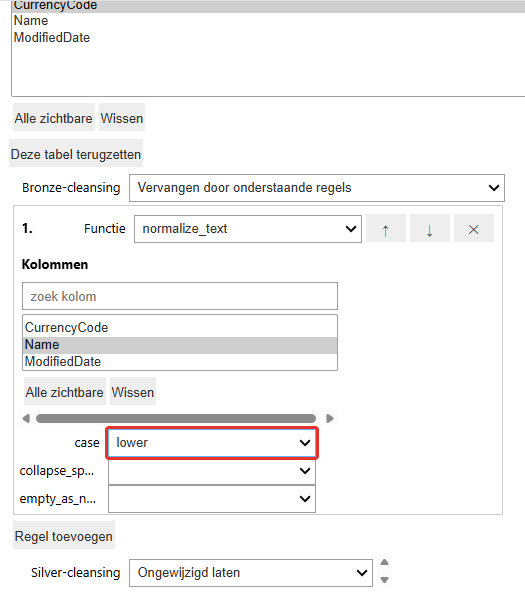 CurrencyCode
Name
ModifiedDate
Alle zichtbare Wissen
Deze tabel terugzetten
Bronze-cleansing Vervangen door onderstaande regels
1. Functie normalize_text ↑ ↓ ×
Kolommen
zoek kolom
CurrencyCode
Name
ModifiedDate
Alle zichtbare Wissen
case lower
collapse_sp...
empty_as_n...
Regel toevoegen
Silver-cleansing Ongewijzigd laten